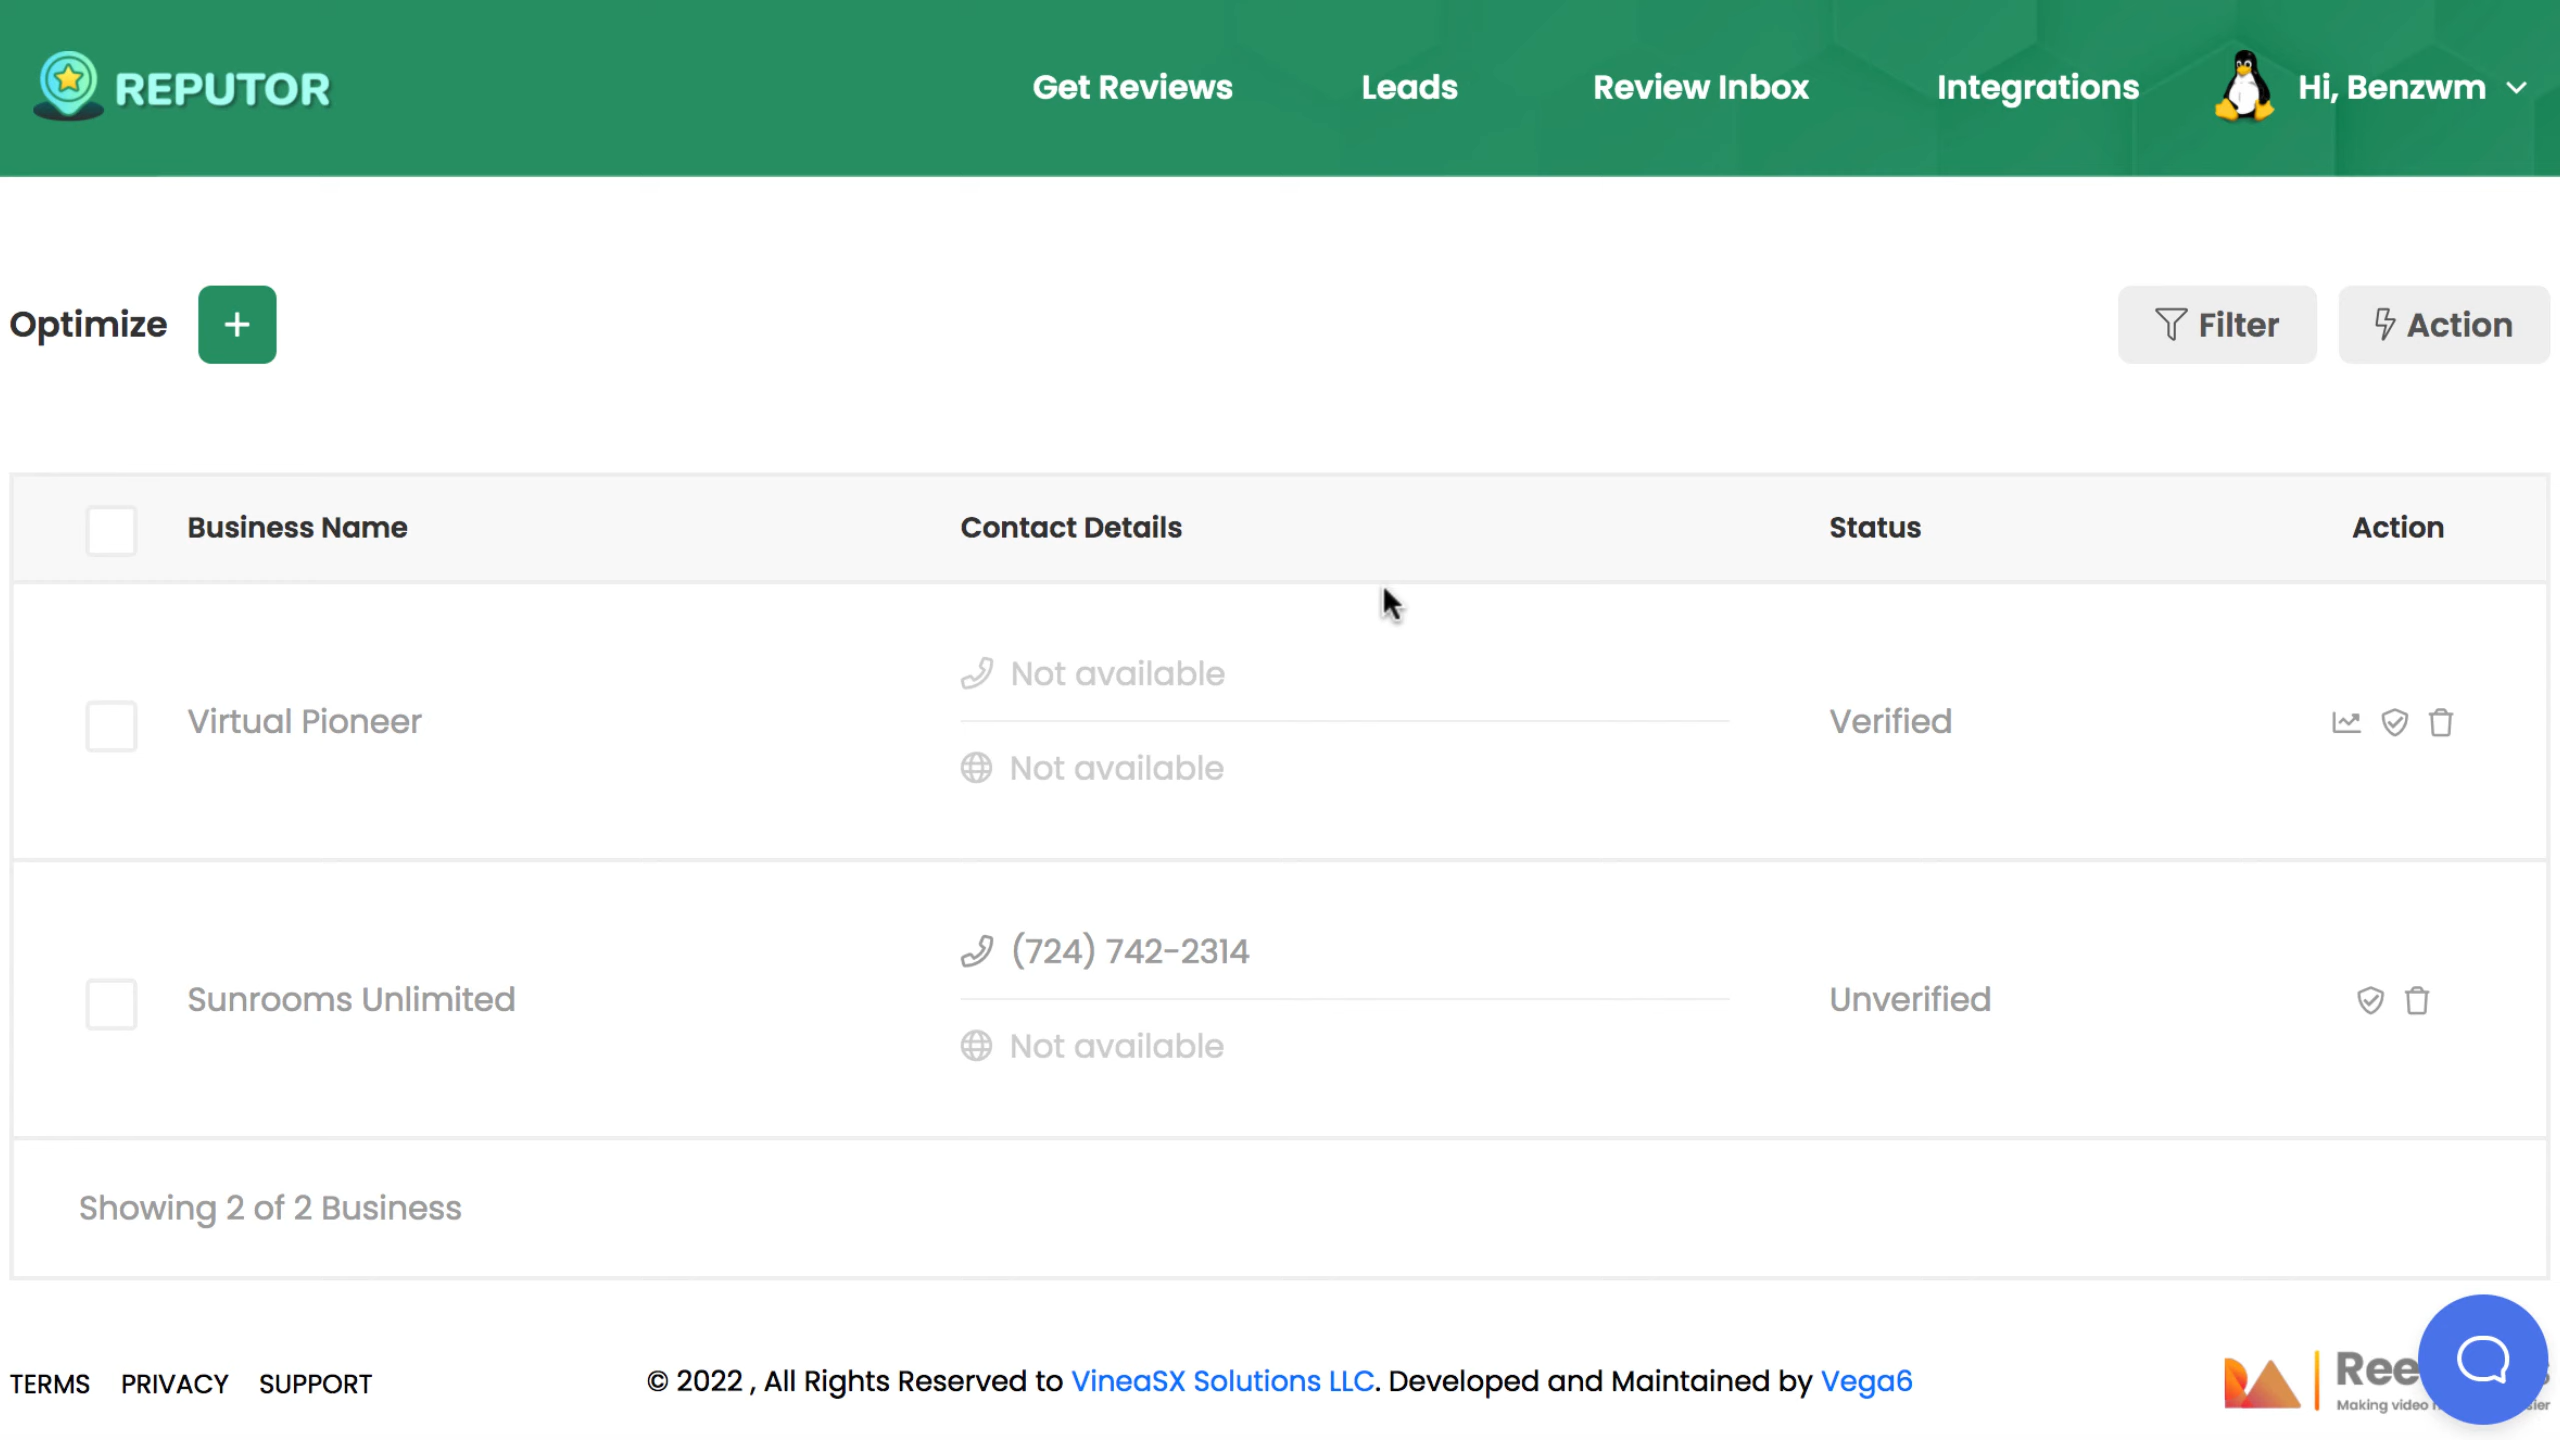 REPUTOR
Get Reviews
Leads
Review Inbox
Integrations
Hi, Benzwm
Optimize
+
Filter
Action
Business Name
Contact Details
Status
Action
Virtual Pioneer
Not available
Not available
Verified
Sunrooms Unlimited
(724) 742-2314
Not available
Unverified
Showing 2 of 2 Business
TERMS
PRIVACY
SUPPORT
© 2022 , All Rights Reserved to VineaSX Solutions LLC. Developed and Maintained by Vega6
Making video